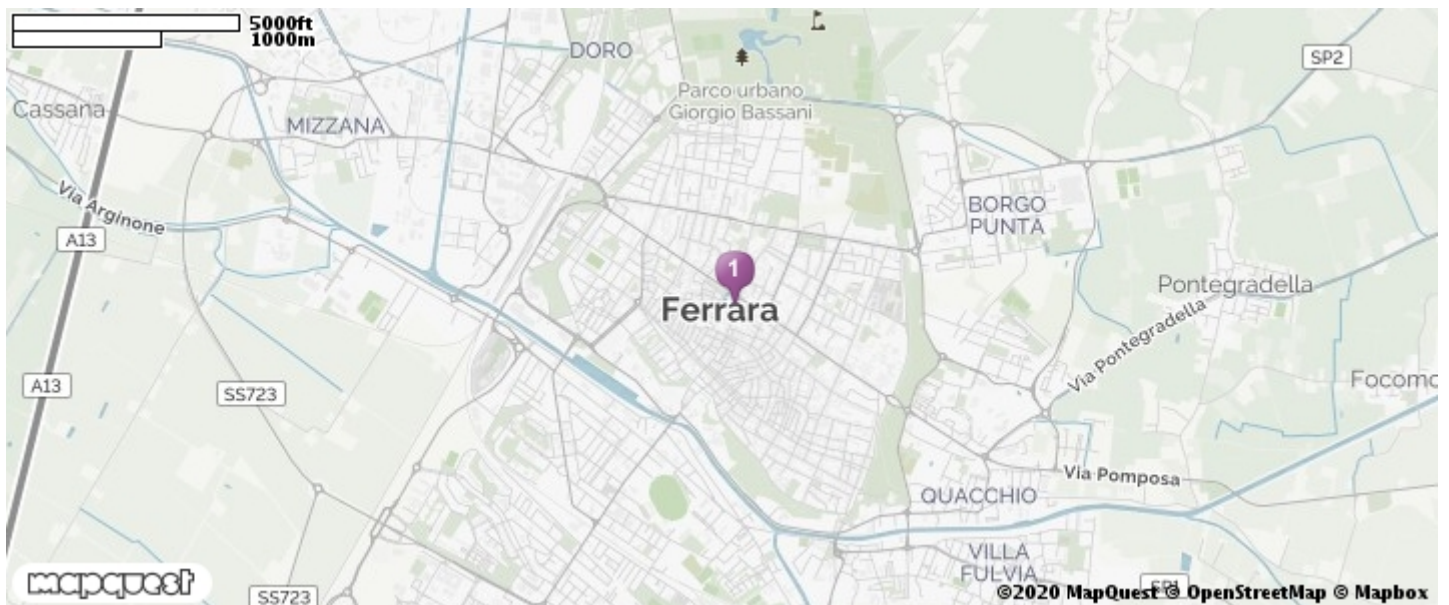 5000ft
1000m
DORO
SP2
Parco urbano
Giorgio Bassani
Cassana
MIZZANA
Via Arginone
BORGO
PUNTA
A13
1
Pontegradella
Ferrara
Via Pontegradella
A13
SS723
Focomo
Via Pomposa
QUACCHIO
VILLA
FULVIA
mapquest
SS723
SP1
©2020 MapQuest © OpenStreetMap © Mapbox